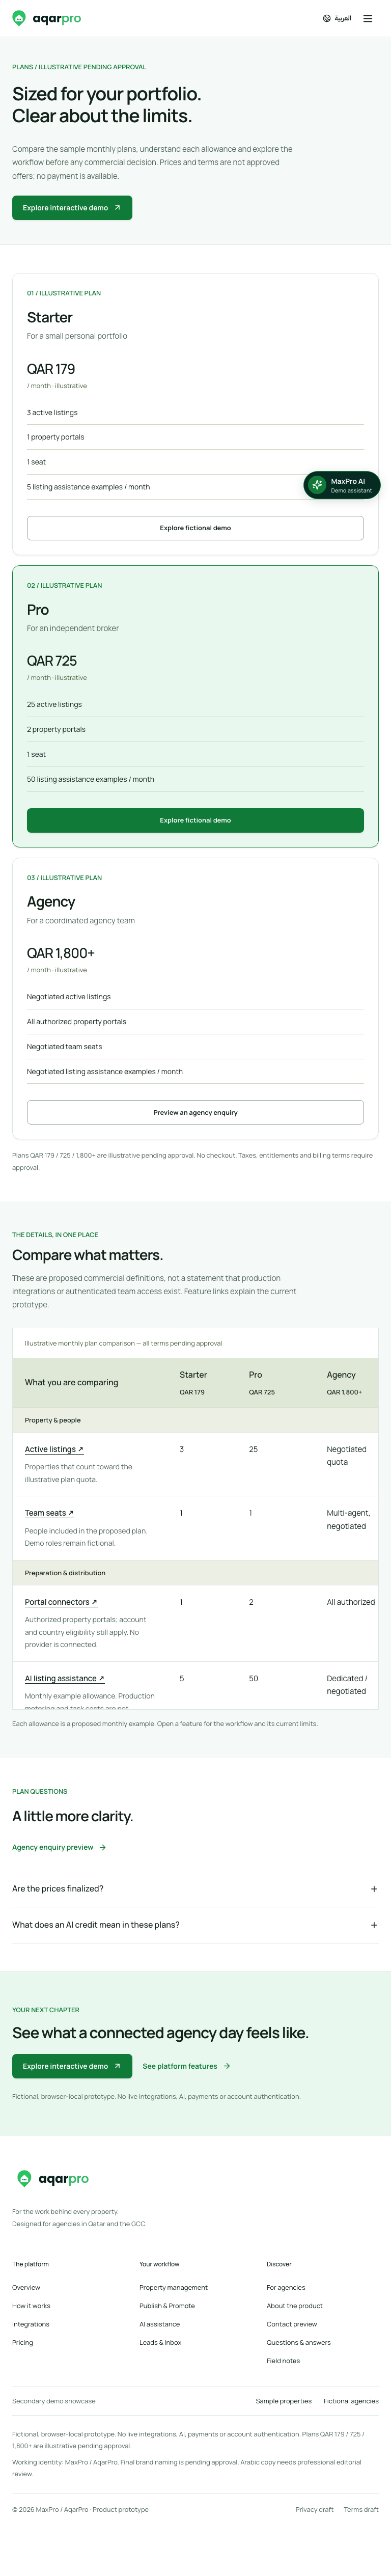 aqarpro
العربية
PLANS / ILLUSTRATIVE PENDING APPROVAL
Sized for your portfolio.
Clear about the limits.
Compare the sample monthly plans, understand each allowance and explore the
workflow before any commercial decision. Prices and terms are not approved
offers; no payment is available.
Explore interactive demo
01 / ILLUSTRATIVE PLAN
Starter
For a small personal portfolio
QAR 179
/ month · illustrative
3 active listings
1 property portals
1 seat
5 listing assistance examples / month
MaxPro AI
Demo assistant
Explore fictional demo
02 / ILLUSTRATIVE PLAN
Pro
For an independent broker
QAR 725
/ month · illustrative
25 active listings
2 property portals
1 seat
50 listing assistance examples / month
Explore fictional demo
03 / ILLUSTRATIVE PLAN
Agency
For a coordinated agency team
QAR 1,800+
/ month · illustrative
Negotiated active listings
All authorized property portals
Negotiated team seats
Negotiated listing assistance examples / month
Preview an agency enquiry
Plans QAR 179 / 725 / 1,800+ are illustrative pending approval. No checkout. Taxes, entitlements and billing terms require
approval.
THE DETAILS, IN ONE PLACE
Compare what matters.
These are proposed commercial definitions, not a statement that production
integrations or authenticated team access exist. Feature links explain the current
prototype.
Illustrative monthly plan comparison — all terms pending approval
What you are comparing
Starter
QAR 179
Pro
QAR 725
Agency
QAR 1,800+
Property & people
Active listings ↗
Properties that count toward the
illustrative plan quota.
3
25
Negotiated
quota
Team seats ↗
People included in the proposed plan.
Demo roles remain fictional.
1
1
Multi-agent,
negotiated
Preparation & distribution
Portal connectors ↗
Authorized property portals; account
and country eligibility still apply. No
provider is connected.
1
2
All authorized
AI listing assistance ↗
Monthly example allowance. Production
metering and task costs are not
5
50
Dedicated /
negotiated
Each allowance is a proposed monthly example. Open a feature for the workflow and its current limits.
PLAN QUESTIONS
A little more clarity.
Agency enquiry preview
Are the prices finalized?
What does an AI credit mean in these plans?
YOUR NEXT CHAPTER
See what a connected agency day feels like.
Explore interactive demo
See platform features
Fictional, browser-local prototype. No live integrations, AI, payments or account authentication.
aqarpro
For the work behind every property.
Designed for agencies in Qatar and the GCC.
The platform
Overview
How it works
Integrations
Pricing
Your workflow
Property management
Publish & Promote
AI assistance
Leads & Inbox
Discover
For agencies
About the product
Contact preview
Questions & answers
Field notes
Secondary demo showcase
Sample properties
Fictional agencies
Fictional, browser-local prototype. No live integrations, AI, payments or account authentication. Plans QAR 179 / 725 /
1,800+ are illustrative pending approval.
Working identity: MaxPro / AqarPro. Final brand naming is pending approval. Arabic copy needs professional editorial
review.
© 2026 MaxPro / AqarPro · Product prototype
Privacy draft
Terms draft